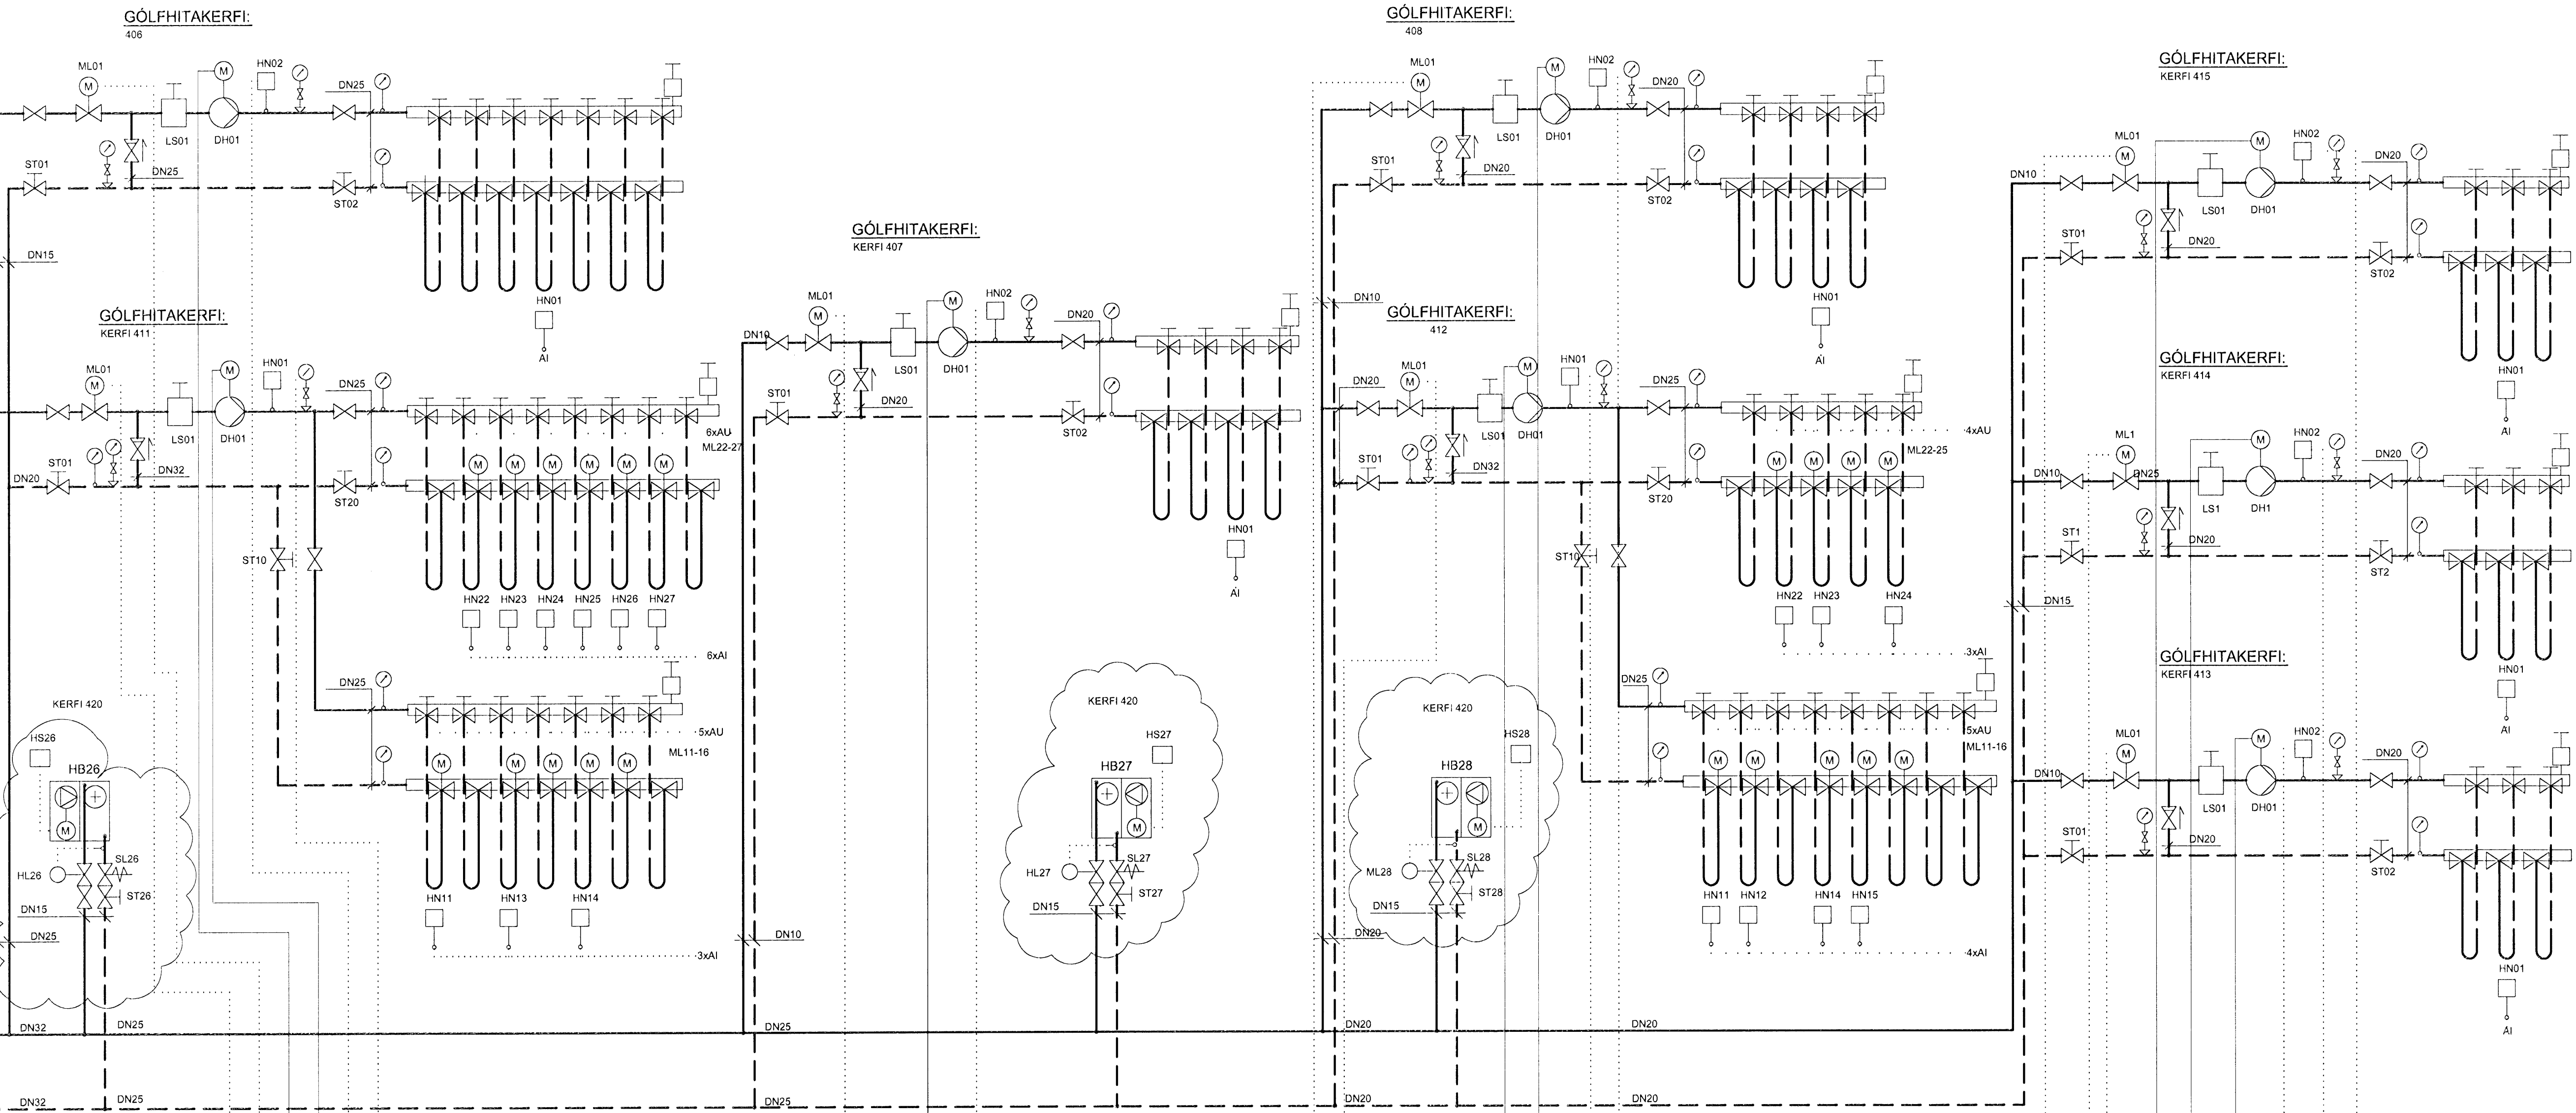 GÓLFHITAKERFI:
406
ML01
HN02
M
M
DN25
LS01
DH01
ST01
DN25
ST02
DN15
HN01
AI
GÓLFHITAKERFI:
KERFI 411
ML01
HN01
M
M
DN25
LS01
DH01
6xAU
ML22-27
ST01
DN20
DN32
ST20
M M M M M M
ST10
HN22 HN23 HN24 HN25 HN26 HN27
6xAI
DN25
5xAU
ML11-16
M M M M M
HN11 HN13 HN14
3xAI
KERFI 420
HS26
HB26
M
SL26
HL26
ST26
DN15
DN25
DN32
DN25
DN32
DN25
GÓLFHITAKERFI:
KERFI 407
ML01
HN02
M
M
DN20
DN10
LS01
DH01
ST01
DN20
ST02
HN01
AI
KERFI 420
HS27
HB27
M
SL27
HL27
ST27
DN15
DN10
DN25
DN25
GÓLFHITAKERFI:
408
ML01
HN02
M
M
DN20
LS01
DH01
ST01
DN20
ST02
DN10
HN01
AI
GÓLFHITAKERFI:
412
ML01
HN01
M
M
DN20
DN25
LS01
DH01
4xAU
ML22-25
ST01
DN32
ST20
M M M M
ST10
HN22 HN23 HN24
3xAI
DN25
5xAU
ML11-16
M M M M M
HN11 HN12 HN14 HN15
4xAI
KERFI 420
HS28
HB28
M
SL28
ML28
ST28
DN15
DN20
DN20
DN20
DN20
DN20
GÓLFHITAKERFI:
KERFI 415
ML01
HN02
M
M
DN20
DN10
LS01
DH01
ST01
DN20
ST02
HN01
AI
GÓLFHITAKERFI:
KERFI 414
ML1
HN02
M
M
DN20
DN10
DN25
LS1
DH1
ST1
DN20
ST2
DN15
HN01
AI
GÓLFHITAKERFI:
KERFI 413
ML01
HN02
M
M
DN20
DN10
LS01
DH01
ST01
DN20
ST02
HN01
AI